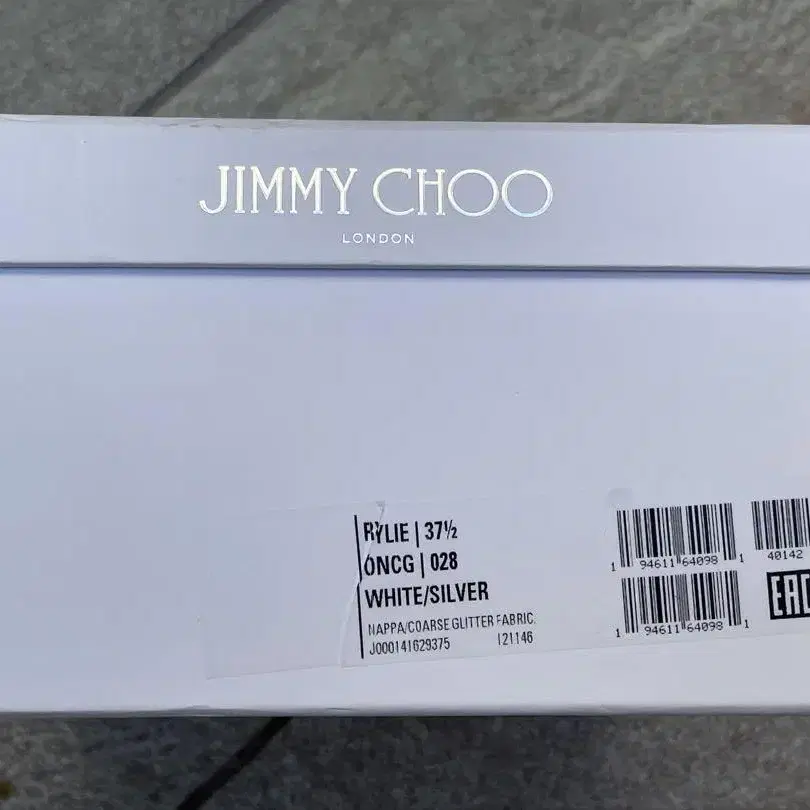 JIMMY CHOO
LONDON
RYLIE | 37½
ONCG | 028
WHITE/SILVER
NAPPA/COARSE GLITTER FABRIC
J000141629375 121146
1 94611 64098 1
40142
1 94611 64098 1
EAC